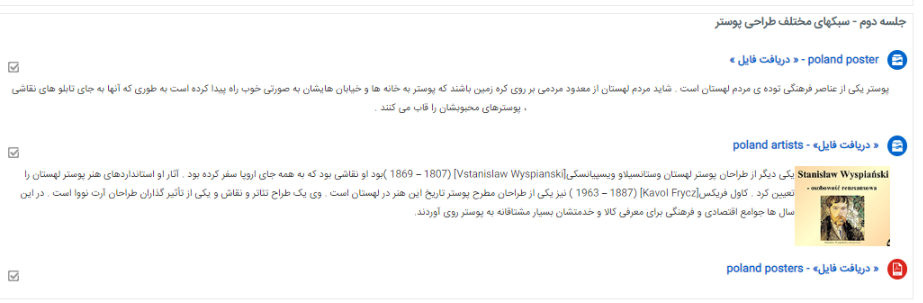 جلسه دوم - سبکهای مختلف طراحی پوستر
poland poster - « دریافت فایل »
پوستر یکی از عناصر فرهنگی توده ی مردم لهستان است . شاید مردم لهستان از معدود مردمی بر روی کره زمین باشند که پوستر به خانه ها و خیابان هایشان به صورتی خوب راه پیدا کرده است به طوری که آنها به جای تابلو های نقاشی
، پوسترهای محبوبشان را قاب می کنند .
« دریافت فایل» - poland artists
Stanisław Wyspiański
- osobowość renesansowa
یکی دیگر از طراحان پوستر لهستان وستانسیلاو ویسپیانسکی[Vstanislaw Wyspianski] (1807 – 1869 )بود او نقاشی بود که به همه جای اروپا سفر کرده بود . آثار او استانداردهای هنر پوستر لهستان را
تعیین کرد . کاول فریکس[Kavol Frycz] (1887 – 1963 ) نیز یکی از طراحان مطرح پوستر تاریخ این هنر در لهستان است . وی یک طراح تئاتر و نقاش و یکی از تأثیر گذاران طراحان آرت نووا است . در این
سال ها جوامع اقتصادی و فرهنگی برای معرفی کالا و خدمتشان بسیار مشتاقانه به پوستر روی آوردند.
« دریافت فایل» - poland posters